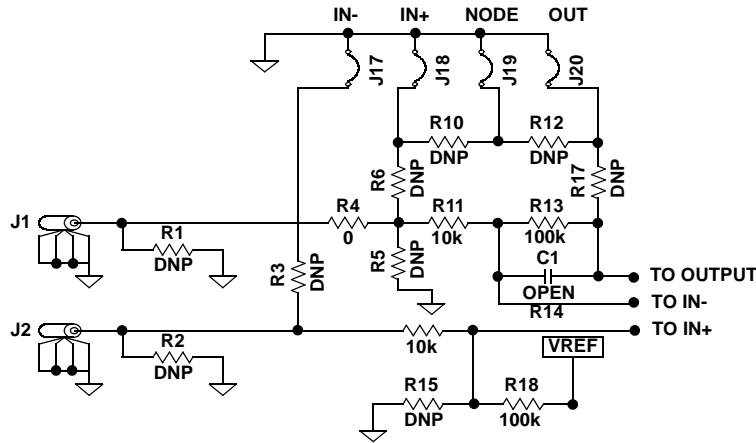 IN- IN+ NODE OUT
J17 J18 J19 J20
R10 R12
DNP DNP
R6 DNP R17 DNP
J1 R1 DNP R4 0 R11 10k R13 100k
R3 DNP R5 DNP C1 OPEN
TO OUTPUT
TO IN-
R14
J2 R2 DNP 10k TO IN+
VREF
R15 DNP R18 100k